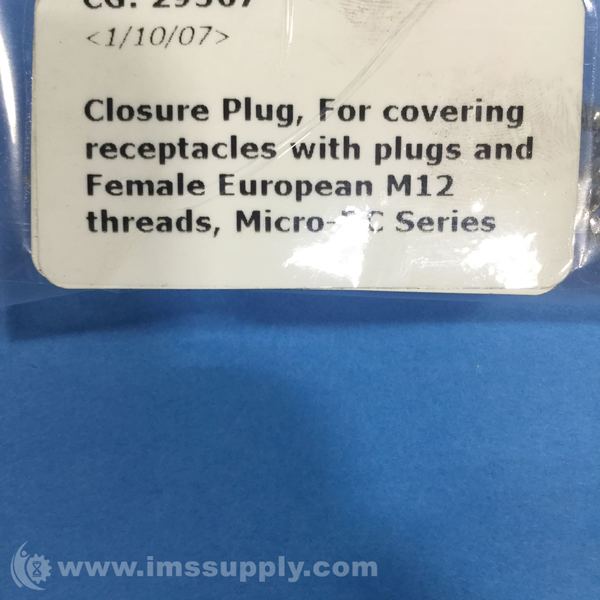 <1/10/07>
Closure Plug, For covering
receptacles with plugs and
Female European M12
threads, Series
www.imssupply.com